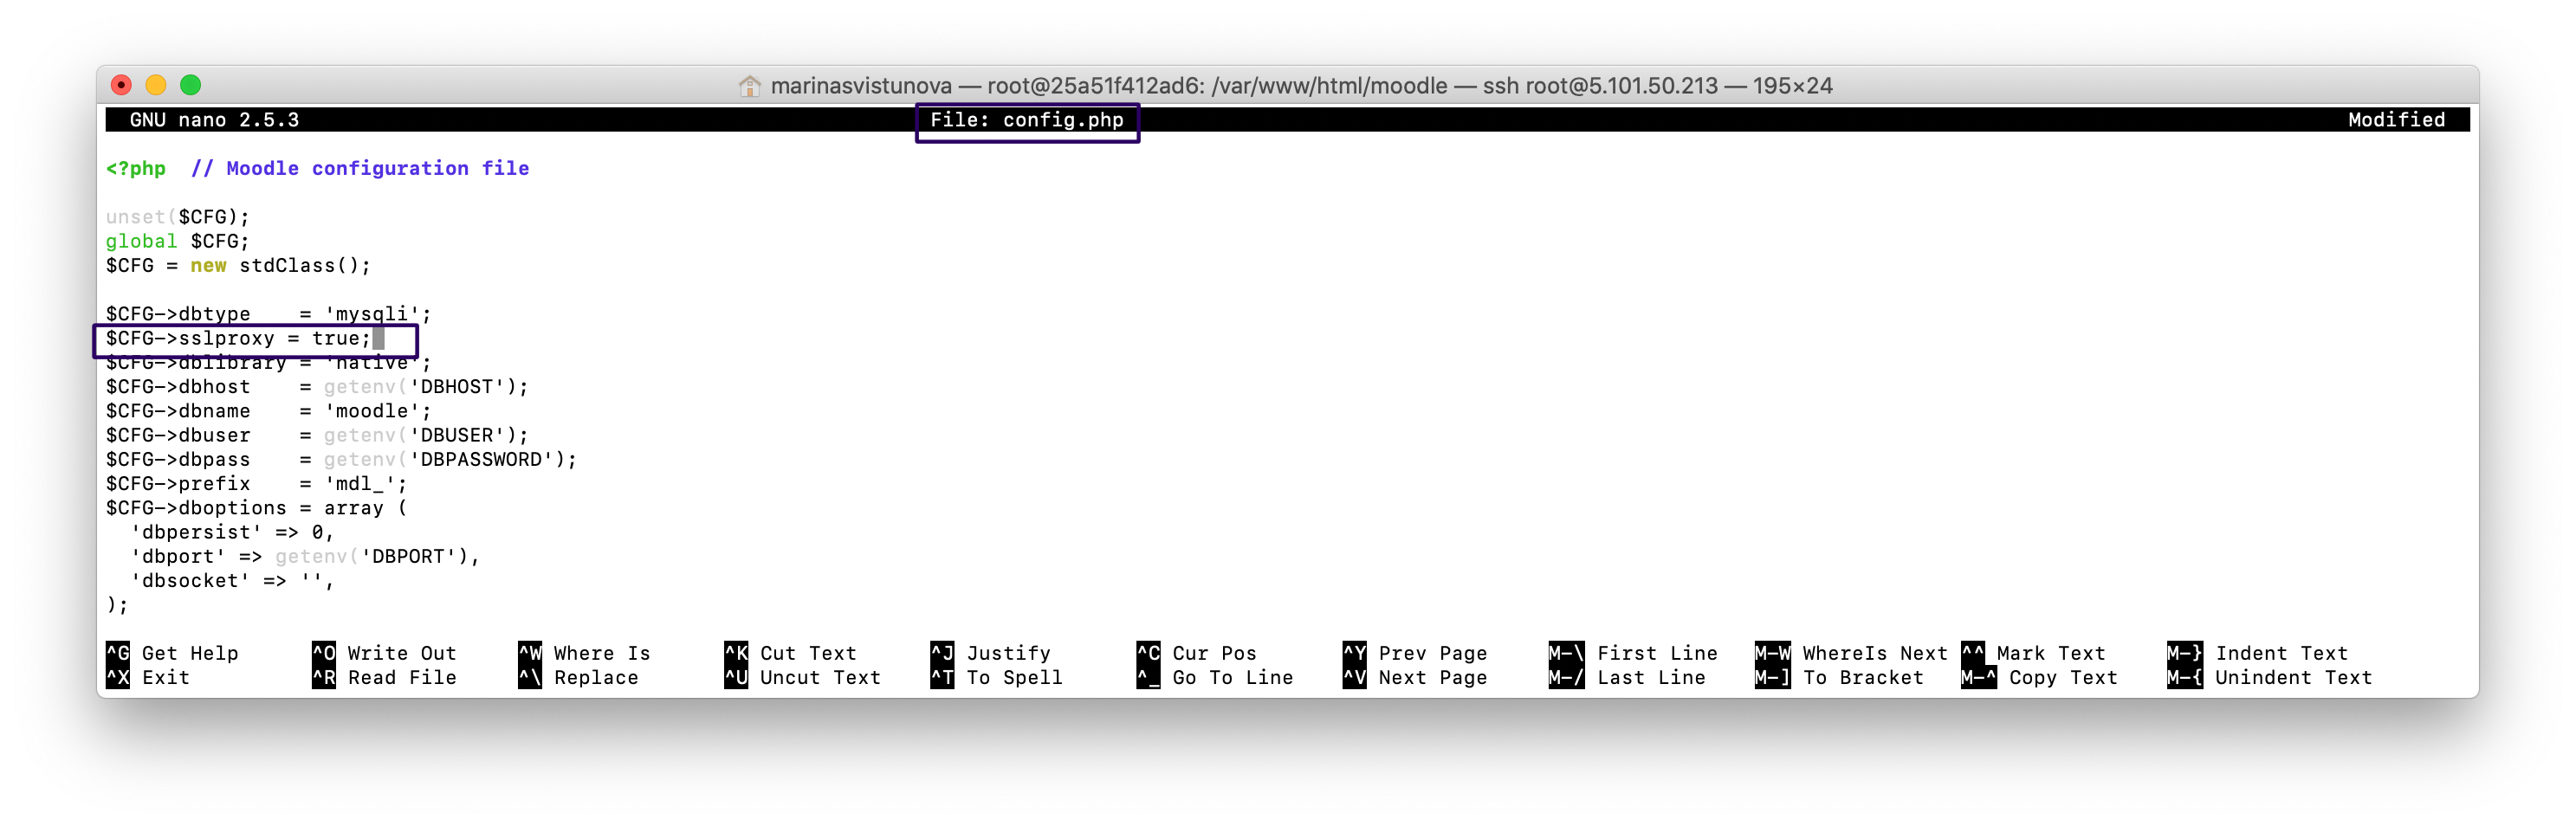 marinasvistunova — root@25a51f412ad6: /var/www/html/moodle — ssh root@5.101.50.213 — 195×24
GNU nano 2.5.3 File: config.php Modified
<?php  // Moodle configuration file
unset($CFG);
global $CFG;
$CFG = new stdClass();
$CFG->dbtype    = 'mysqli';
$CFG->sslproxy = true;
$CFG->dblibrary = 'native';
$CFG->dbhost    = getenv('DBHOST');
$CFG->dbname    = 'moodle';
$CFG->dbuser    = getenv('DBUSER');
$CFG->dbpass    = getenv('DBPASSWORD');
$CFG->prefix    = 'mdl_';
$CFG->dboptions = array (
  'dbpersist' => 0,
  'dbport' => getenv('DBPORT'),
  'dbsocket' => '',
);
^G Get Help ^O Write Out ^W Where Is ^K Cut Text ^J Justify ^C Cur Pos ^Y Prev Page M-\ First Line M-W WhereIs Next ^^ Mark Text M-} Indent Text
^X Exit ^R Read File ^\ Replace ^U Uncut Text ^T To Spell ^_ Go To Line ^V Next Page M-/ Last Line M-] To Bracket M-^ Copy Text M-{ Unindent Text